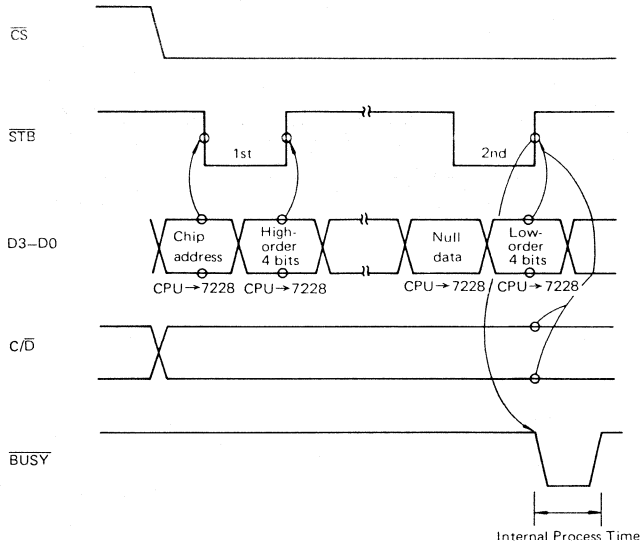 CS
STB
1st
2nd
D3–D0
Chip
address
High-
order
4 bits
Null
data
Low-
order
4 bits
CPU→7228
CPU→7228
CPU→7228
CPU→7228
C/D
BUSY
Internal Process Time